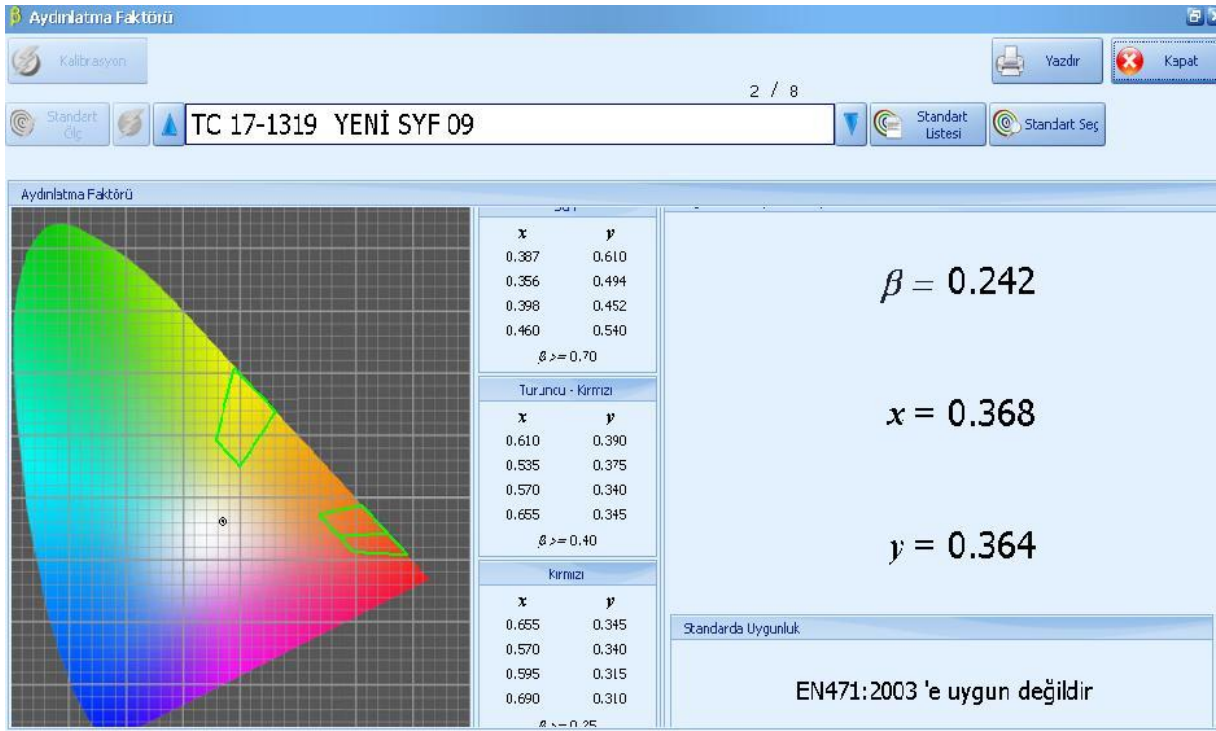 Aydınlatma Faktörü
Kalibrasyon
Yazdır
Kapat
2 / 8
Standart Ölç
TC 17-1319 YENİ SYF 09
Standart Listesi
Standart Seç
Aydınlatma Faktörü
x y
0.387 0.610
0.356 0.494
0.398 0.452
0.460 0.540
β >= 0.70
Turuncu - Kırmızı
x y
0.610 0.390
0.535 0.375
0.570 0.340
0.655 0.345
β >= 0.40
Kırmızı
x y
0.655 0.345
0.570 0.340
0.595 0.315
0.690 0.310
β >= 0.25
β = 0.242
x = 0.368
y = 0.364
Standarda Uygunluk
EN471:2003 'e uygun değildir